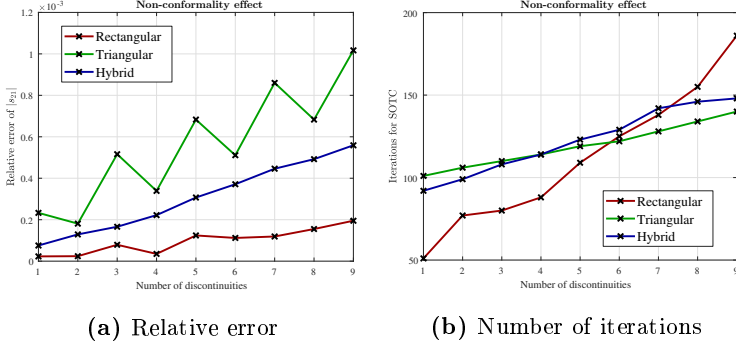 Non-conformality effect
×10⁻³
1.2
1
0.8
0.6
0.4
0.2
0
Relative error of |s₂₁|
Rectangular
Triangular
Hybrid
1 2 3 4 5 6 7 8 9
Number of discontinuities
(a) Relative error
Non-conformality effect
200
150
100
50
Iterations for SOTC
Rectangular
Triangular
Hybrid
1 2 3 4 5 6 7 8 9
Number of discontinuities
(b) Number of iterations